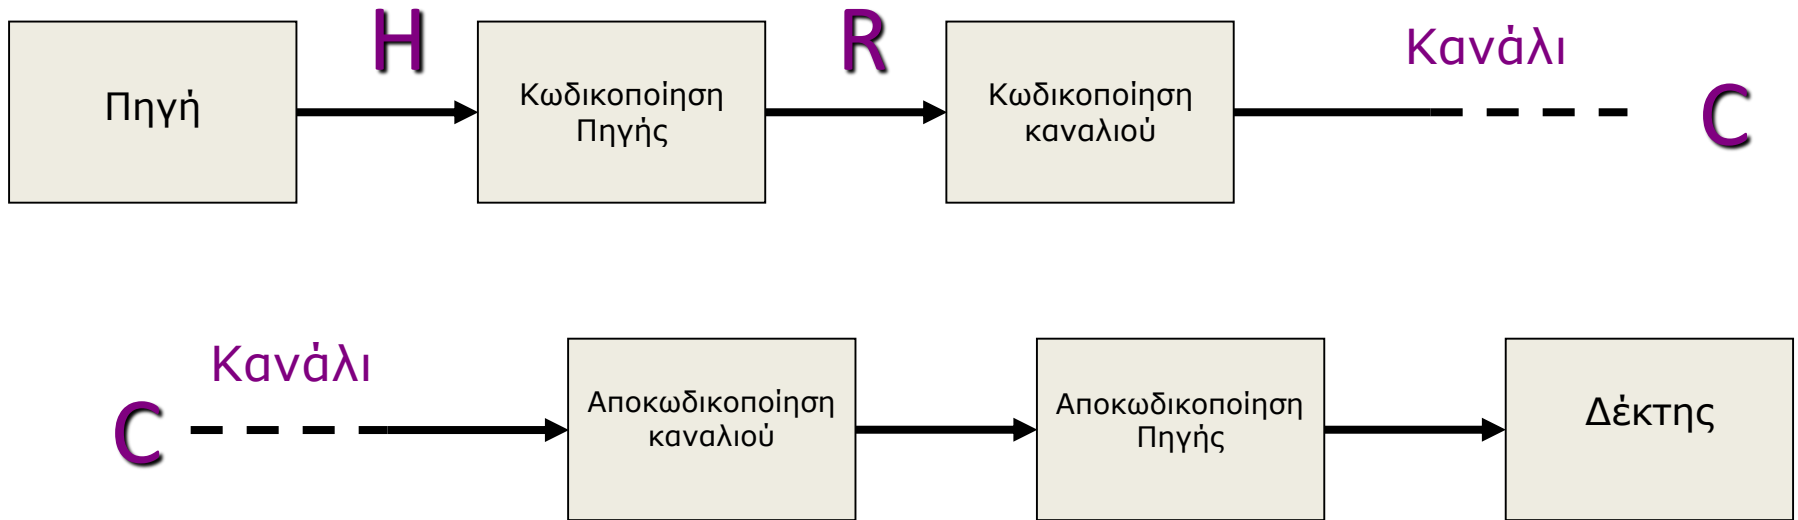 H
R
Κανάλι
Πηγή
Κωδικοποίηση
Πηγής
Κωδικοποίηση
καναλιού
C
Κανάλι
C
Αποκωδικοποίηση
καναλιού
Αποκωδικοποίηση
Πηγής
Δέκτης